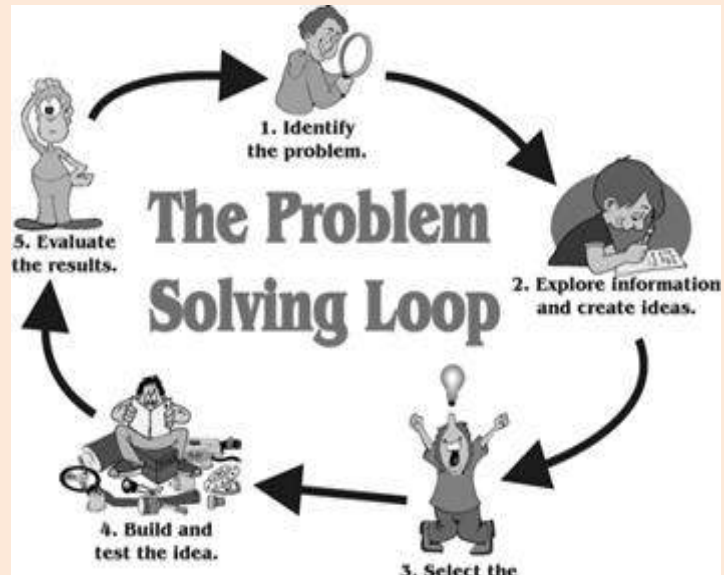 The Problem
Solving Loop
1. Identify
the problem.
2. Explore information
and create ideas.
3. Select the
4. Build and
test the idea.
5. Evaluate
the results.